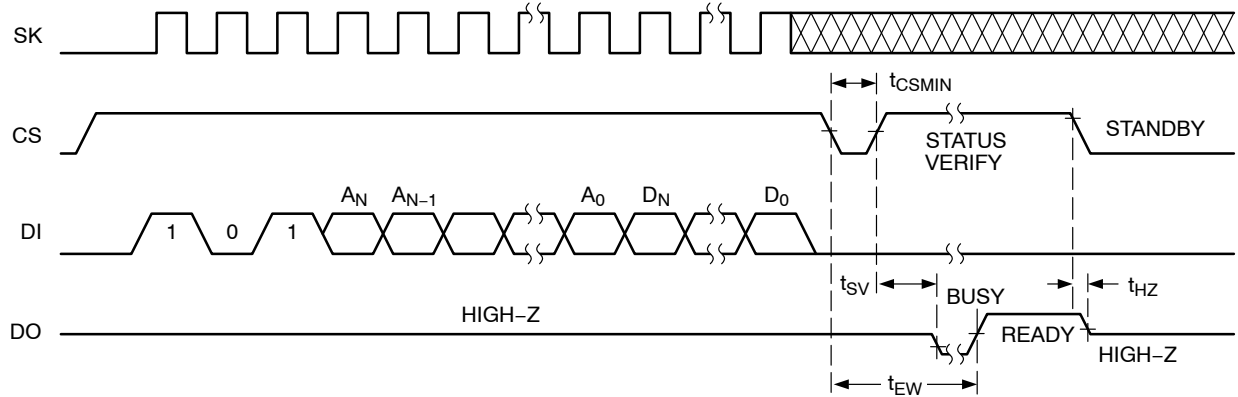 SK
t_CSMIN
CS
STATUS
VERIFY
STANDBY
A_N A_N−1 A_0 D_N D_0
DI
1 0 1
t_SV
BUSY
t_HZ
HIGH−Z
DO
READY
HIGH−Z
t_EW